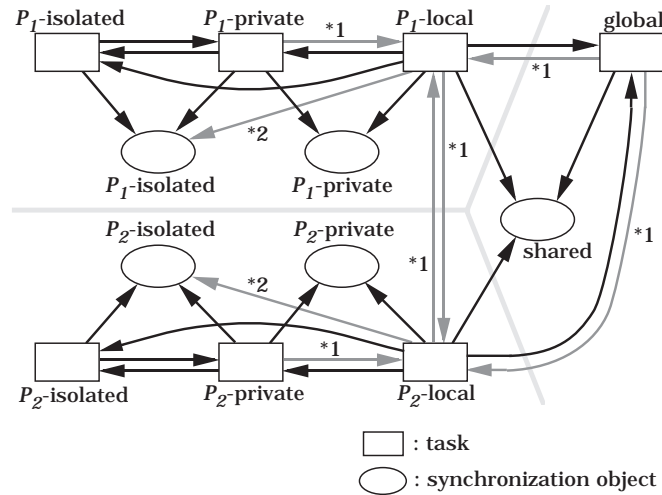 P1-isolated
P1-private
P1-local
global
*1
*1
*2
*1
P1-isolated
P1-private
P2-isolated
P2-private
shared
*1
*2
*1
*1
P2-isolated
P2-private
P2-local
: task
: synchronization object